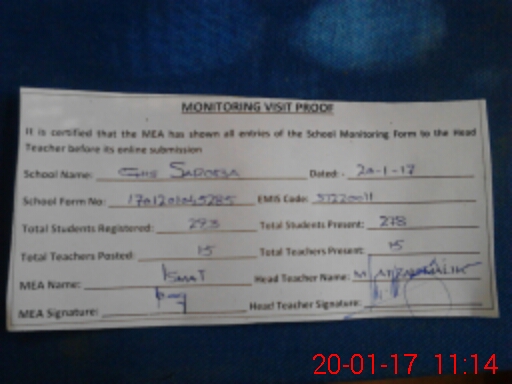 MONITORING VISIT PROOF
It is certified that the MEA has shown all entries of the School Monitoring Form to the Head
Teacher before its online submission
School Name: GHS Dated: 20-1-17
School Form No: EMIS Code:
Total Students Registered: 293 Total Students Present: 278
Total Teachers Posted: 15 Total Teachers Present: 15
MEA Name: ISMAT Head Teacher Name: M MALIK
MEA Signature: Head Teacher Signature:
20-01-17 11:14